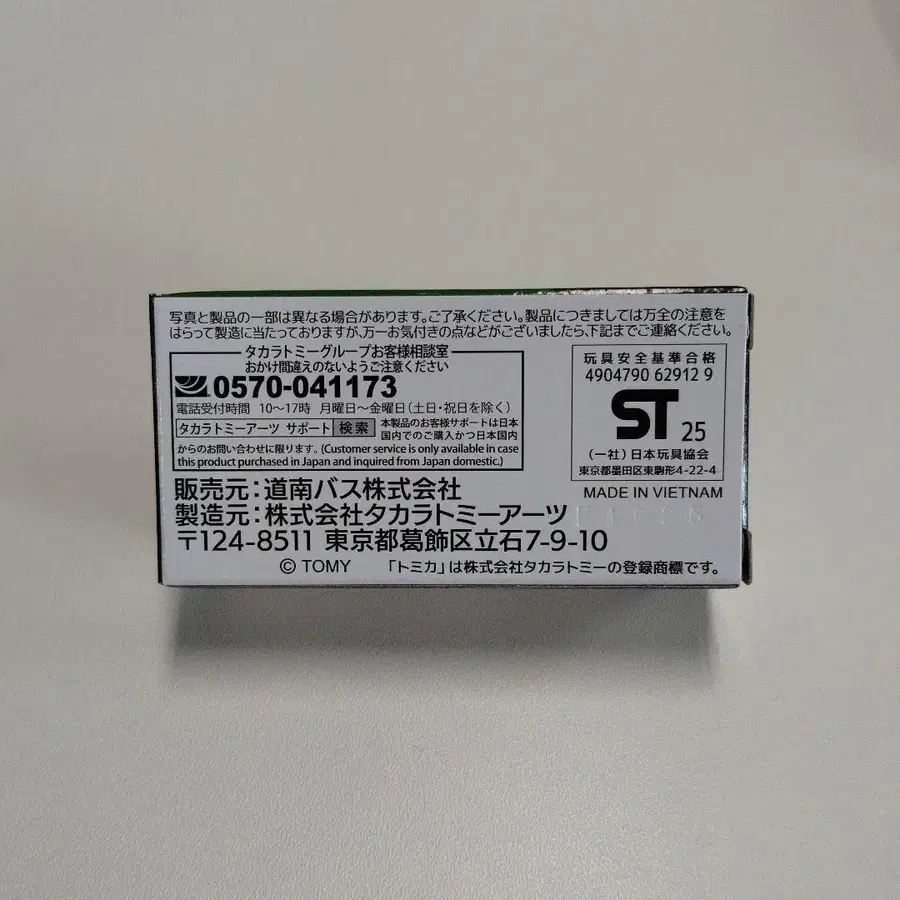 写真と製品の一部は異なる場合があります。ご了承ください。製品につきましては万全の注意を
はらって製造に当たっておりますが、万一お気付きの点などがございましたら、下記までご連絡ください。
タカラトミーグループお客様相談室
おかけ間違えのないようご注意ください
0570-041173
電話受付時間 10〜17時 月曜日〜金曜日(土日・祝日を除く)
タカラトミーアーツ サポート 検索
本製品のお客様サポートは日本
国内でのご購入かつ日本国内
からのお問い合わせに限ります。(Customer service is only available in case
this product purchased in Japan and inquired from Japan domestic.)
玩具安全基準合格
4904790 62912 9
ST 25
(一社)日本玩具協会
東京都墨田区東駒形4-22-4
MADE IN VIETNAM
販売元:道南バス株式会社
製造元:株式会社タカラトミーアーツ
〒124-8511 東京都葛飾区立石7-9-10
© TOMY 「トミカ」は株式会社タカラトミーの登録商標です。